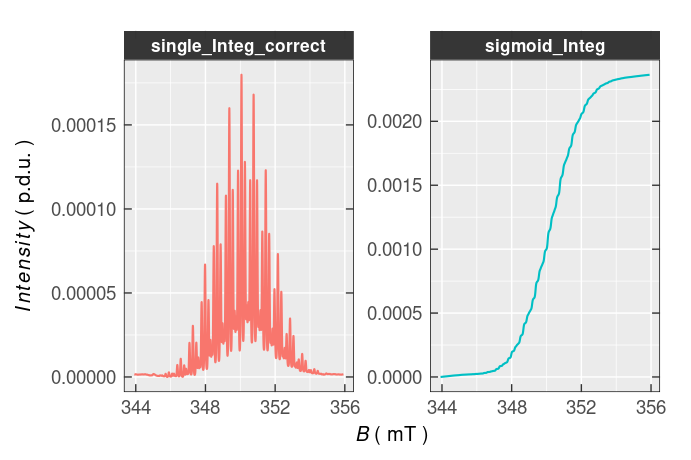 single_Integ_correct
sigmoid_Integ
Intensity ( p.d.u. )
0.00015
0.00010
0.00005
0.00000
0.0020
0.0015
0.0010
0.0005
0.0000
344 348 352 356
344 348 352 356
B ( mT )